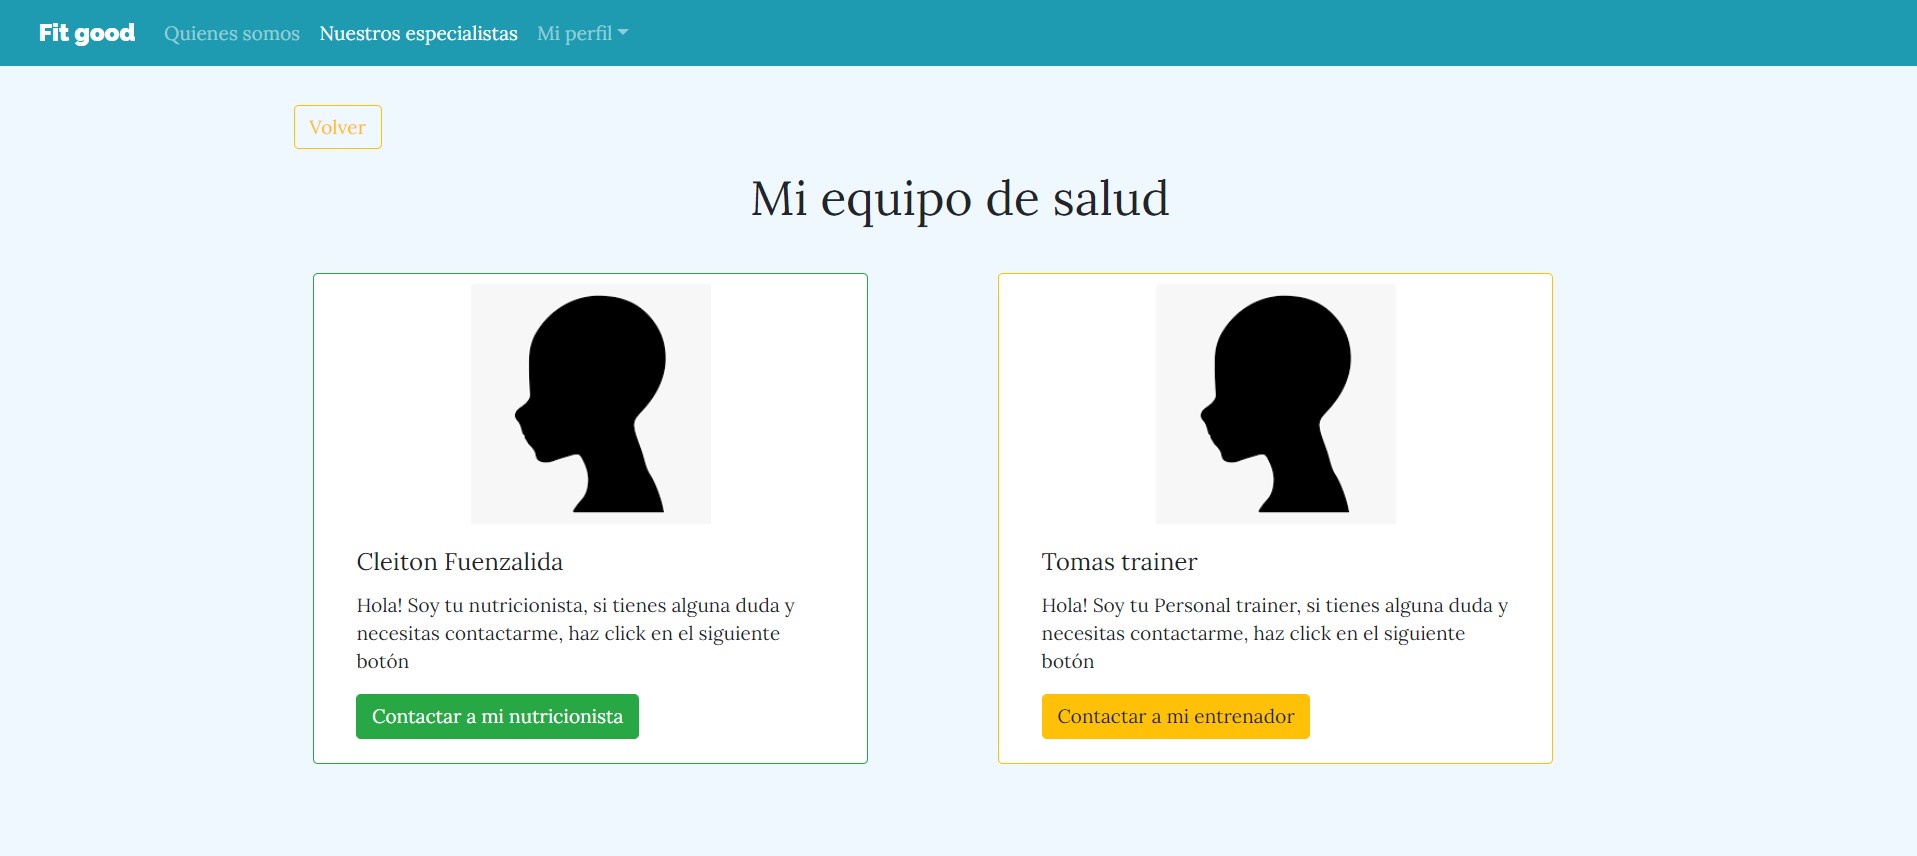 Fit good
Quienes somos
Nuestros especialistas
Mi perfil
Volver
Mi equipo de salud
Cleiton Fuenzalida
Hola! Soy tu nutricionista, si tienes alguna duda y
necesitas contactarme, haz click en el siguiente
botón
Contactar a mi nutricionista
Tomas trainer
Hola! Soy tu Personal trainer, si tienes alguna duda y
necesitas contactarme, haz click en el siguiente
botón
Contactar a mi entrenador